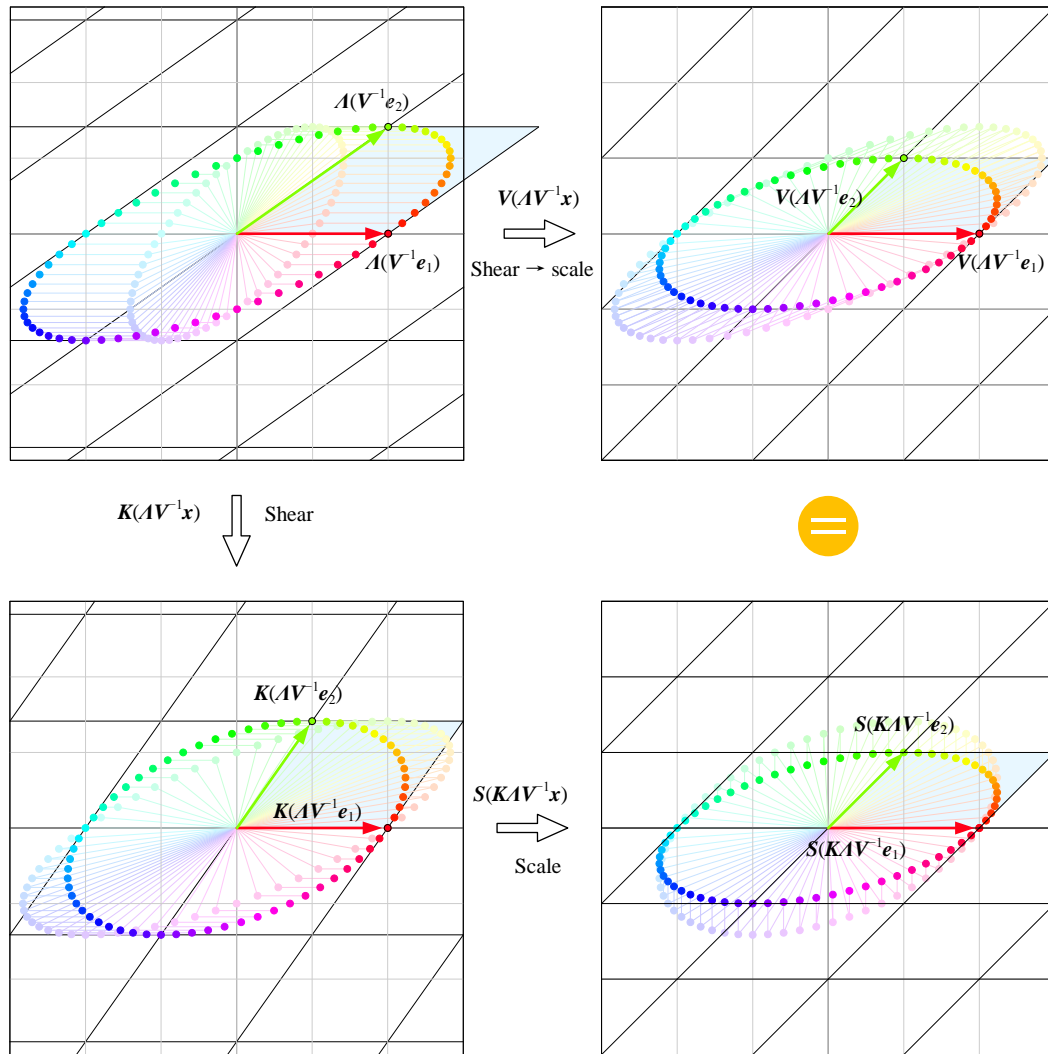 Λ(V⁻¹e₂)
Λ(V⁻¹e₁)
V(ΛV⁻¹x)
Shear → scale
V(ΛV⁻¹e₂)
V(ΛV⁻¹e₁)
K(ΛV⁻¹x)
Shear
=
K(ΛV⁻¹e₂)
K(ΛV⁻¹e₁)
S(KΛV⁻¹x)
Scale
S(KΛV⁻¹e₂)
S(KΛV⁻¹e₁)